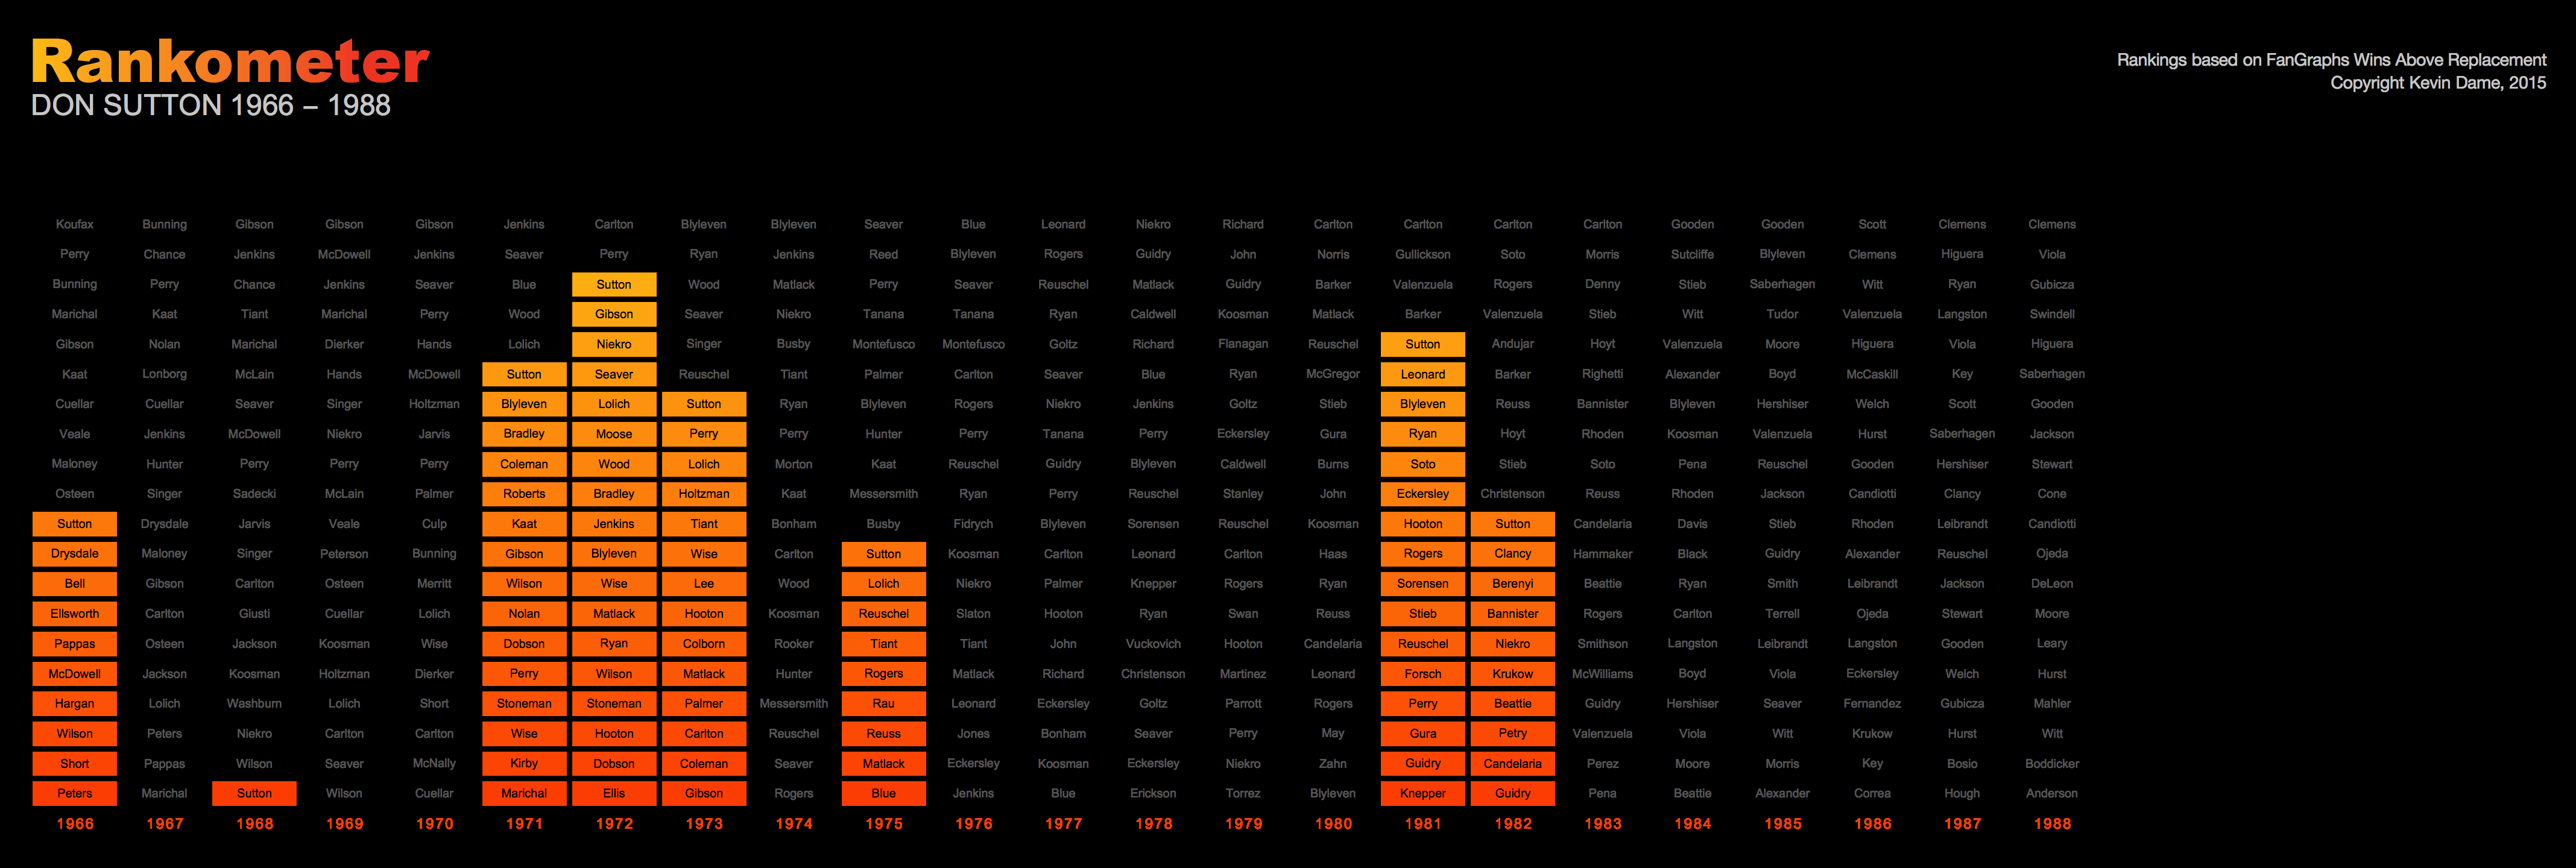 Rankometer
DON SUTTON 1966 – 1988
Rankings based on FanGraphs Wins Above Replacement
Copyright Kevin Dame, 2015
Koufax Bunning Gibson Gibson Gibson Jenkins Carlton Blyleven Blyleven Seaver Blue Leonard Niekro Richard Carlton Carlton Carlton Carlton Gooden Gooden Scott Clemens Clemens
Perry Chance Jenkins McDowell Jenkins Seaver Perry Ryan Jenkins Reed Blyleven Rogers Guidry John Norris Gullickson Soto Morris Sutcliffe Blyleven Clemens Higuera Viola
Bunning Perry Chance Jenkins Seaver Blue Sutton Wood Matlack Perry Seaver Reuschel Matlack Guidry Barker Valenzuela Rogers Denny Stieb Saberhagen Witt Ryan Gubicza
Marichal Kaat Tiant Marichal Perry Wood Gibson Seaver Niekro Tanana Tanana Ryan Caldwell Koosman Matlack Barker Valenzuela Stieb Witt Tudor Valenzuela Langston Swindell
Gibson Nolan Marichal Dierker Hands Lolich Niekro Singer Busby Montefusco Montefusco Goltz Richard Flanagan Reuschel Sutton Andujar Hoyt Valenzuela Moore Higuera Viola Higuera
Kaat Lonborg McLain Hands McDowell Sutton Seaver Reuschel Tiant Palmer Carlton Seaver Blue Ryan McGregor Leonard Barker Righetti Alexander Boyd McCaskill Key Saberhagen
Cuellar Cuellar Seaver Singer Holtzman Blyleven Lolich Sutton Ryan Blyleven Rogers Niekro Jenkins Goltz Stieb Blyleven Reuss Bannister Blyleven Hershiser Welch Scott Gooden
Veale Jenkins McDowell Niekro Jarvis Bradley Moose Perry Perry Hunter Perry Tanana Perry Eckersley Gura Ryan Hoyt Rhoden Koosman Valenzuela Hurst Saberhagen Jackson
Maloney Hunter Perry Perry Perry Coleman Wood Lolich Morton Kaat Reuschel Guidry Blyleven Caldwell Burns Soto Stieb Soto Pena Reuschel Gooden Hershiser Stewart
Osteen Singer Sadecki McLain Palmer Roberts Bradley Holtzman Kaat Messersmith Ryan Perry Reuschel Stanley John Eckersley Christenson Reuss Rhoden Jackson Candiotti Clancy Cone
Sutton Drysdale Jarvis Veale Culp Kaat Jenkins Tiant Bonham Busby Fidrych Blyleven Sorensen Reuschel Koosman Hooton Sutton Candelaria Davis Stieb Rhoden Leibrandt Candiotti
Drysdale Maloney Singer Peterson Bunning Gibson Blyleven Wise Carlton Sutton Koosman Carlton Leonard Carlton Haas Rogers Clancy Hammaker Black Guidry Alexander Reuschel Ojeda
Bell Gibson Carlton Osteen Merritt Wilson Wise Lee Wood Lolich Niekro Palmer Knepper Rogers Ryan Sorensen Berenyi Beattie Ryan Smith Leibrandt Jackson DeLeon
Ellsworth Carlton Giusti Cuellar Lolich Nolan Matlack Hooton Koosman Reuschel Slaton Hooton Ryan Swan Reuss Stieb Bannister Rogers Carlton Terrell Ojeda Stewart Moore
Pappas Osteen Jackson Koosman Wise Dobson Ryan Colborn Rooker Tiant Tiant John Vuckovich Hooton Candelaria Reuschel Niekro Smithson Langston Leibrandt Langston Gooden Leary
McDowell Jackson Koosman Holtzman Dierker Perry Wilson Matlack Hunter Rogers Matlack Richard Christenson Martinez Leonard Forsch Krukow McWilliams Boyd Viola Eckersley Welch Hurst
Hargan Lolich Washburn Lolich Short Stoneman Stoneman Palmer Messersmith Rau Leonard Eckersley Goltz Parrott Rogers Perry Beattie Guidry Hershiser Seaver Fernandez Gubicza Mahler
Wilson Peters Niekro Carlton Carlton Wise Hooton Carlton Reuschel Reuss Jones Bonham Seaver Perry May Gura Petry Valenzuela Viola Witt Krukow Hurst Witt
Short Pappas Wilson Seaver McNally Kirby Dobson Coleman Seaver Matlack Eckersley Koosman Eckersley Niekro Zahn Guidry Candelaria Perez Moore Morris Key Bosio Boddicker
Peters Marichal Sutton Wilson Cuellar Marichal Ellis Gibson Rogers Blue Jenkins Blue Erickson Torrez Blyleven Knepper Guidry Pena Beattie Alexander Correa Hough Anderson
1966 1967 1968 1969 1970 1971 1972 1973 1974 1975 1976 1977 1978 1979 1980 1981 1982 1983 1984 1985 1986 1987 1988